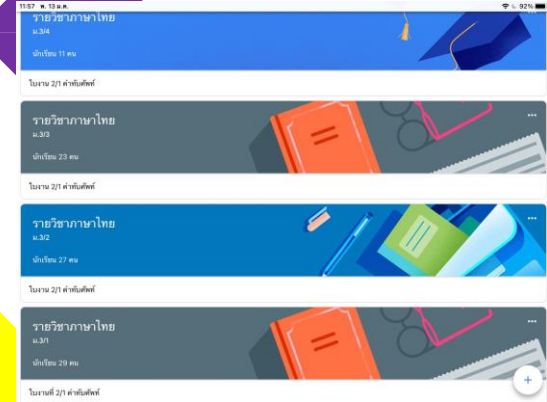 11:57 พ. 13 ม.ค.
92%
รายวิชาภาษาไทย
ม.3/4
นักเรียน 11 คน
ใบงาน 2/1 คำทับศัพท์
รายวิชาภาษาไทย
ม.3/3
นักเรียน 23 คน
ใบงาน 2/1 คำทับศัพท์
รายวิชาภาษาไทย
ม.3/2
นักเรียน 27 คน
ใบงาน 2/1 คำทับศัพท์
รายวิชาภาษาไทย
ม.3/1
นักเรียน 29 คน
ใบงานที่ 2/1 คำทับศัพท์